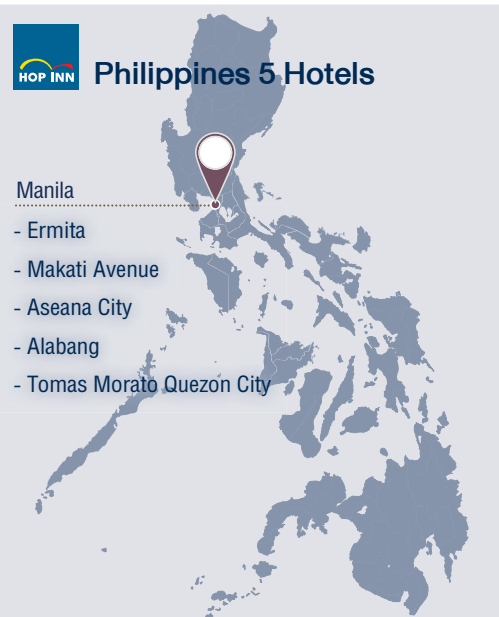 HOP INN
Philippines 5 Hotels
Manila
- Ermita
- Makati Avenue
- Aseana City
- Alabang
- Tomas Morato Quezon City